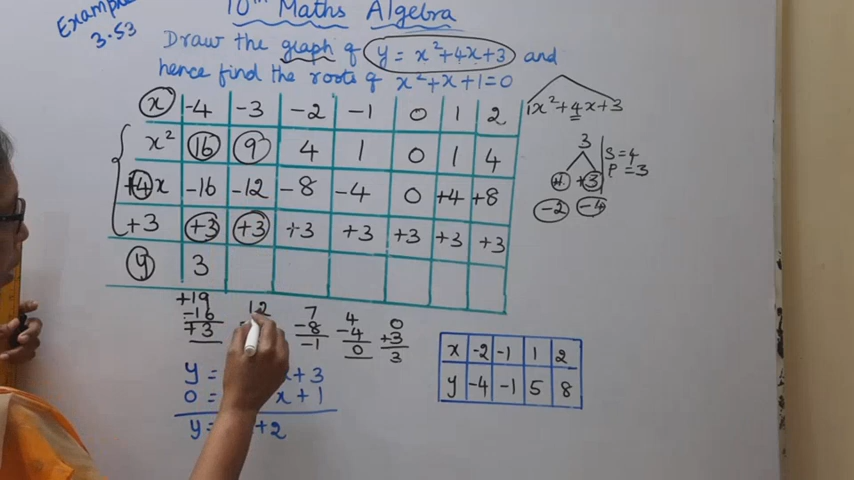 Example
3.53
10th Maths Algebra
Draw the graph of y = x²+4x+3 and
hence find the roots of x²+x+1=0
x -4 -3 -2 -1 0 1 2
x² 16 9 4 1 0 1 4
+4x -16 -12 -8 -4 0 +4 +8
+3 +3 +3 +3 +3 +3 +3 +3
y 3
1x²+4x+3
3
S=4
P=3
+3
-2 -4
+19
-16
+3
12
7
-8
-1
4
-4
0
0
+3
3
y = x+3
0 = x+1
y= +2
x -2 -1 1 2
y -4 -1 5 8